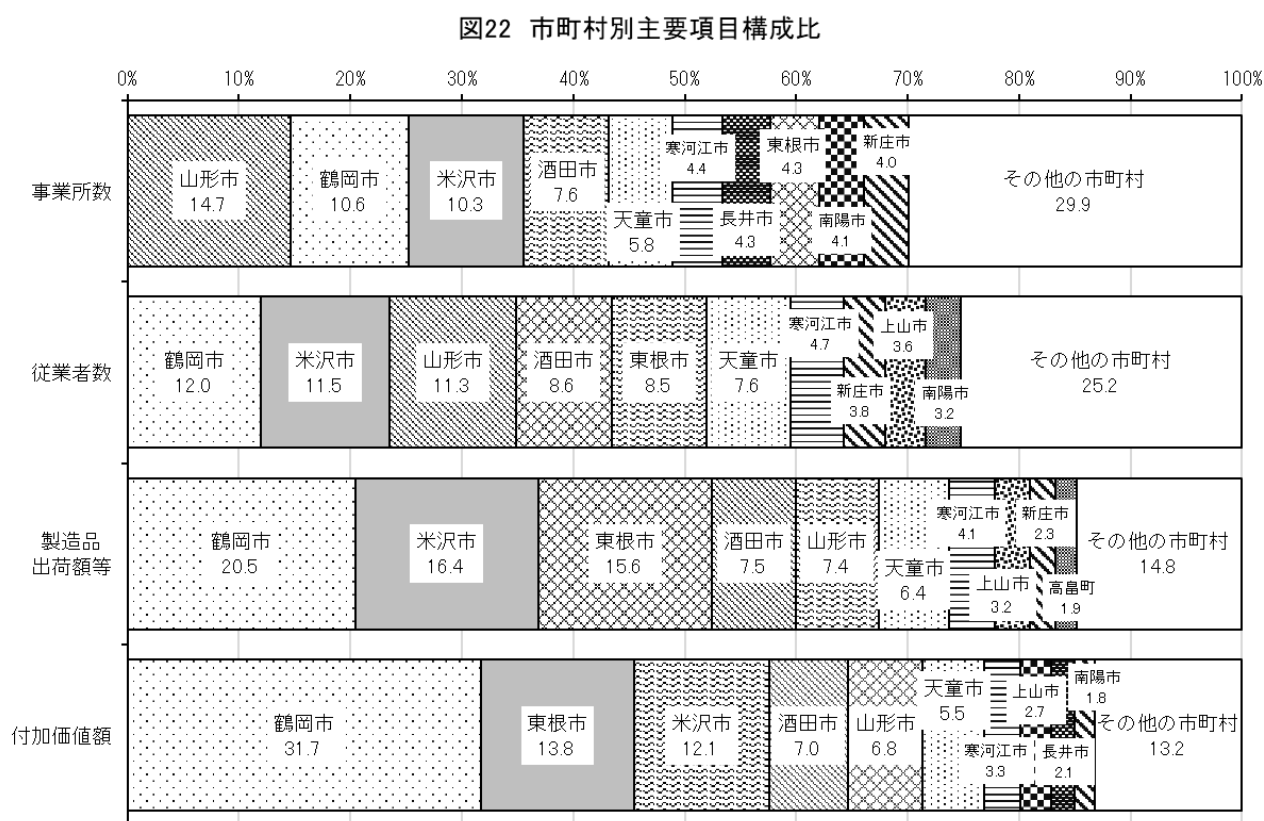 図22 市町村別主要項目構成比
0% 10% 20% 30% 40% 50% 60% 70% 80% 90% 100%
事業所数
山形市
14.7
鶴岡市
10.6
米沢市
10.3
酒田市
7.6
天童市
5.8
寒河江市
4.4
長井市
4.3
東根市
4.3
南陽市
4.1
新庄市
4.0
その他の市町村
29.9
従業者数
鶴岡市
12.0
米沢市
11.5
山形市
11.3
酒田市
8.6
東根市
8.5
天童市
7.6
寒河江市
4.7
新庄市
3.8
上山市
3.6
南陽市
3.2
その他の市町村
25.2
製造品
出荷額等
鶴岡市
20.5
米沢市
16.4
東根市
15.6
酒田市
7.5
山形市
7.4
天童市
6.4
寒河江市
4.1
上山市
3.2
新庄市
2.3
高畠町
1.9
その他の市町村
14.8
付加価値額
鶴岡市
31.7
東根市
13.8
米沢市
12.1
酒田市
7.0
山形市
6.8
天童市
5.5
寒河江市
3.3
上山市
2.7
長井市
2.1
南陽市
1.8
その他の市町村
13.2